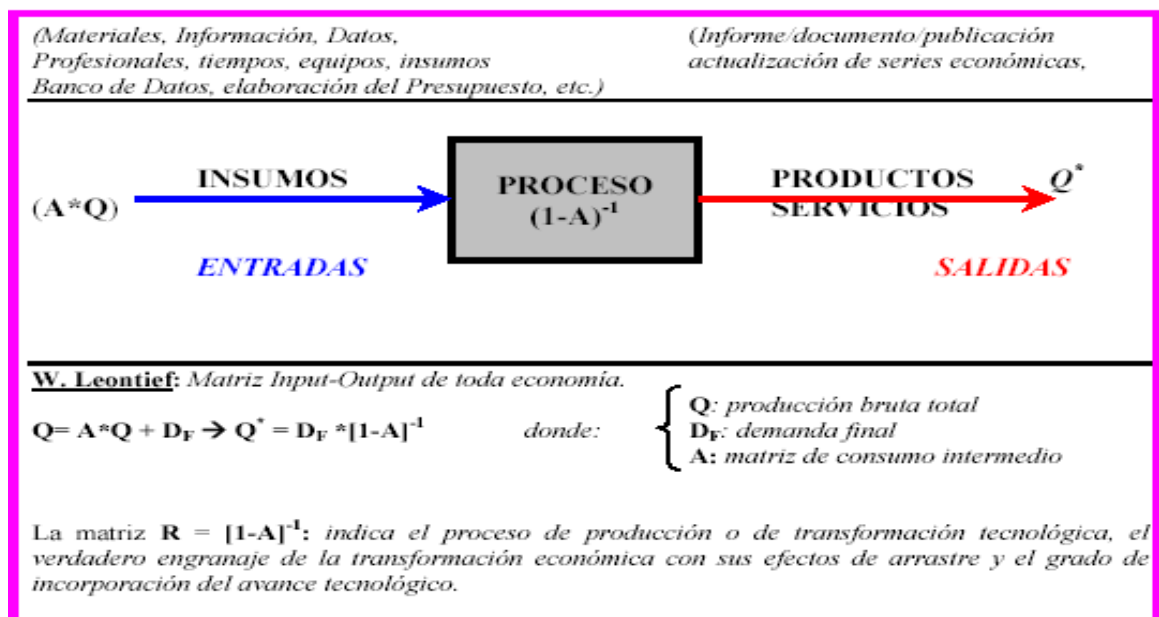 (Materiales, Información, Datos,
Profesionales, tiempos, equipos, insumos
Banco de Datos, elaboración del Presupuesto, etc.)
(Informe/documento/publicación
actualización de series económicas,
(A*Q)
INSUMOS
ENTRADAS
PROCESO
(1-A)⁻¹
PRODUCTOS
SERVICIOS
Q*
SALIDAS
W. Leontief: Matriz Input-Output de toda economía.
Q= A*Q + D_F → Q* = D_F *[1-A]⁻¹ donde:
Q: producción bruta total
D_F: demanda final
A: matriz de consumo intermedio
La matriz R = [1-A]⁻¹: indica el proceso de producción o de transformación tecnológica, el
verdadero engranaje de la transformación económica con sus efectos de arrastre y el grado de
incorporación del avance tecnológico.